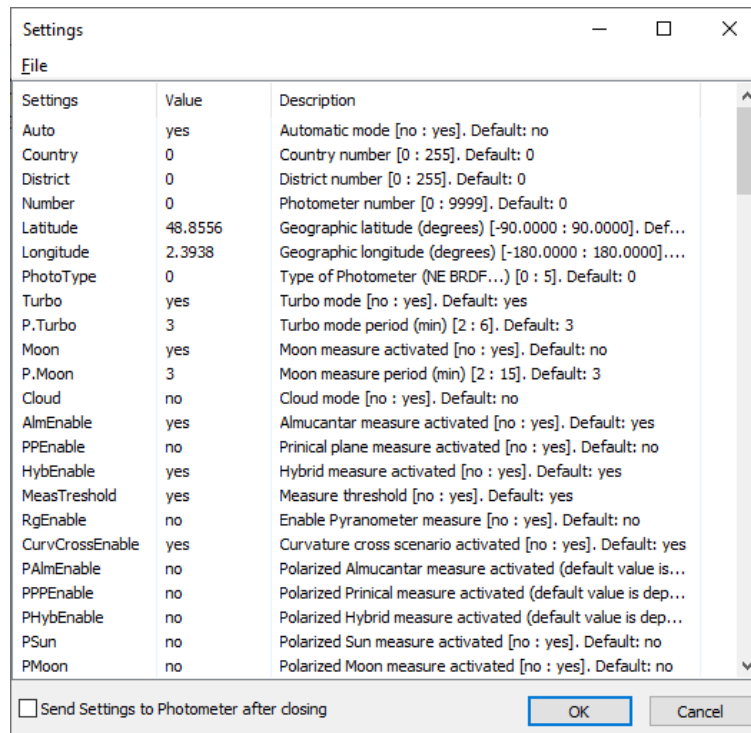 Settings
File
Settings Value Description
Auto yes Automatic mode [no : yes]. Default: no
Country 0 Country number [0 : 255]. Default: 0
District 0 District number [0 : 255]. Default: 0
Number 0 Photometer number [0 : 9999]. Default: 0
Latitude 48.8556 Geographic latitude (degrees) [-90.0000 : 90.0000]. Def...
Longitude 2.3938 Geographic longitude (degrees) [-180.0000 : 180.0000]....
PhotoType 0 Type of Photometer (NE BRDF...) [0 : 5]. Default: 0
Turbo yes Turbo mode [no : yes]. Default: yes
P.Turbo 3 Turbo mode period (min) [2 : 6]. Default: 3
Moon yes Moon measure activated [no : yes]. Default: no
P.Moon 3 Moon measure period (min) [2 : 15]. Default: 3
Cloud no Cloud mode [no : yes]. Default: no
AlmEnable yes Almucantar measure activated [no : yes]. Default: yes
PPEnable no Prinical plane measure activated [no : yes]. Default: no
HybEnable yes Hybrid measure activated [no : yes]. Default: yes
MeasTreshold yes Measure threshold [no : yes]. Default: yes
RgEnable no Enable Pyranometer measure [no : yes]. Default: no
CurvCrossEnable yes Curvature cross scenario activated [no : yes]. Default: yes
PAlmEnable no Polarized Almucantar measure activated (default value is...
PPPEnable no Polarized Prinical measure activated (default value is dep...
PHybEnable no Polarized Hybrid measure activated (default value is dep...
PSun no Polarized Sun measure activated [no : yes]. Default: no
PMoon no Polarized Moon measure activated [no : yes]. Default: no
Send Settings to Photometer after closing OK Cancel